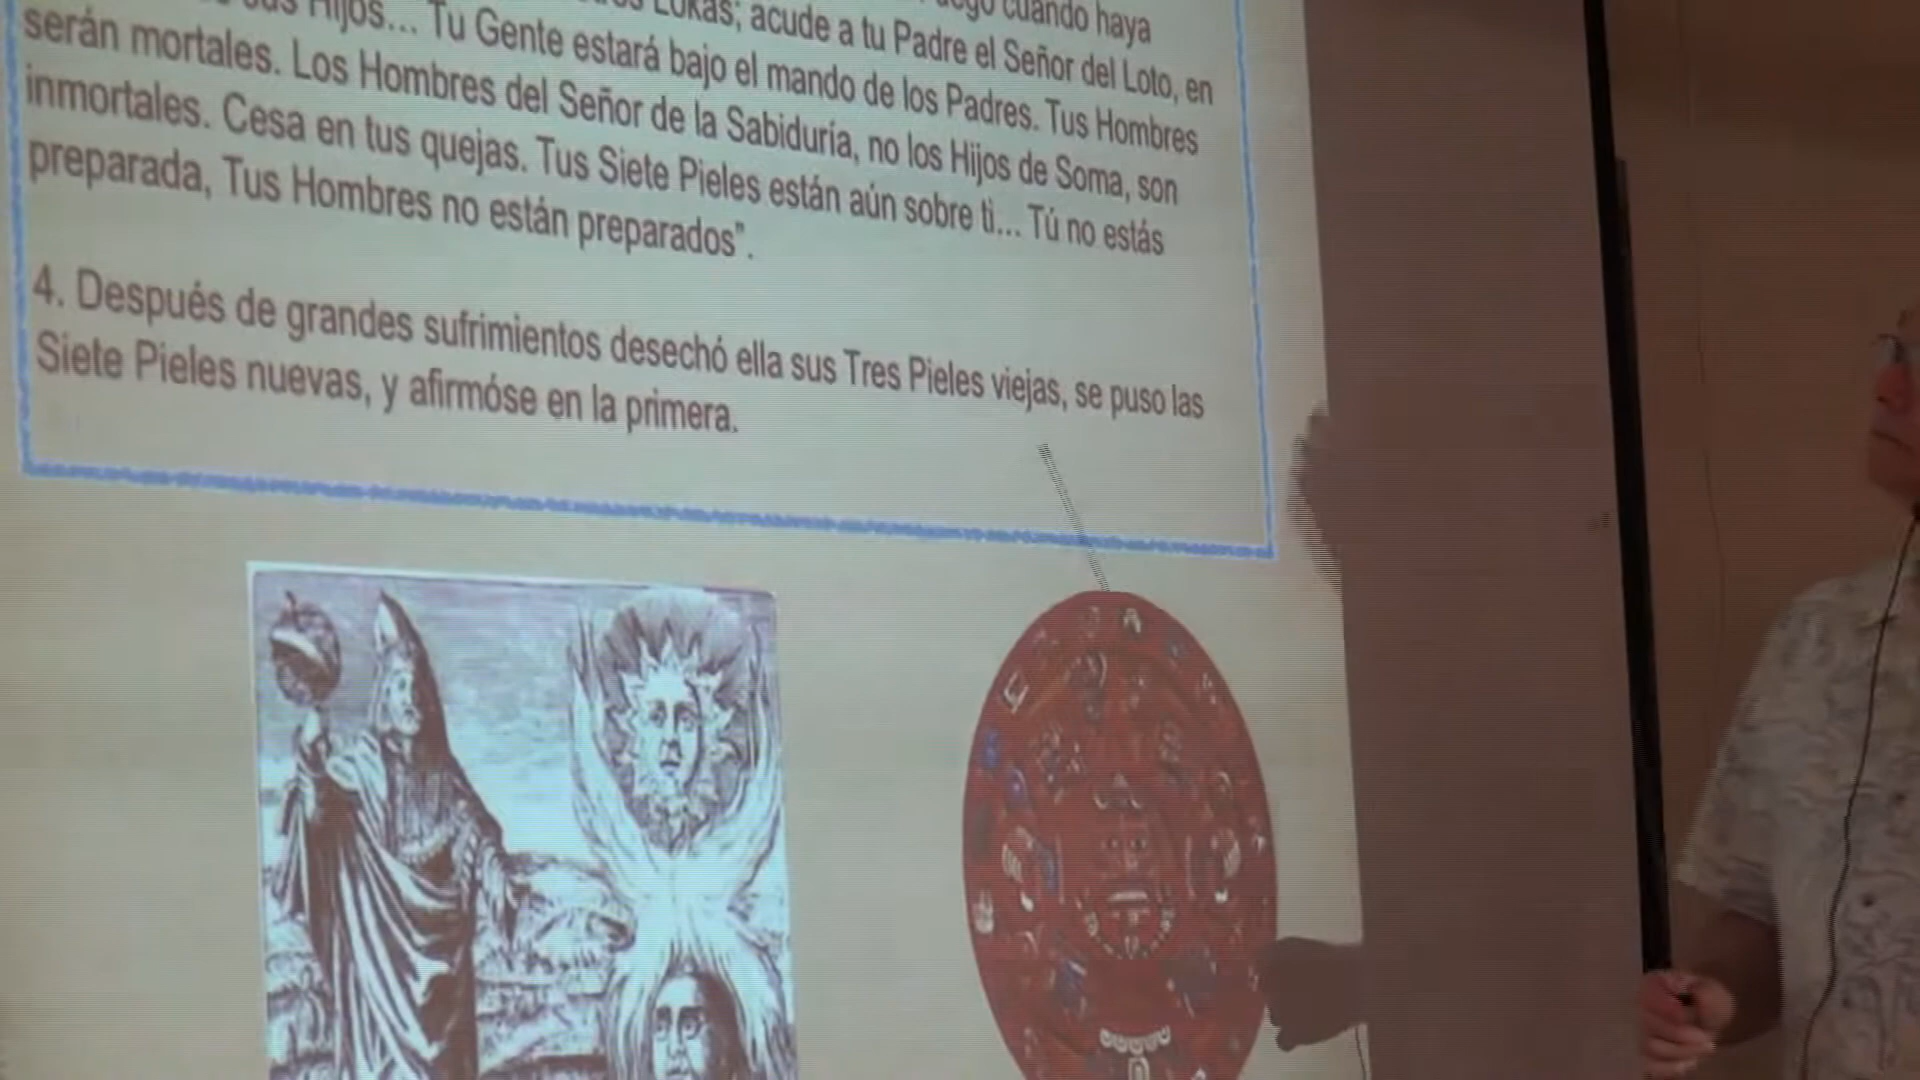 sus Hijos... Lokas; acude a tu Padre el Señor del Loto, en cuando haya
serán mortales. Tu Gente estará bajo el mando de los Padres. Tus Hombres
inmortales. Los Hombres del Señor de la Sabiduría, no los Hijos de Soma, son
preparada, Cesa en tus quejas. Tus Siete Pieles están aún sobre ti... Tú no estás
Tus Hombres no están preparados".
4. Después de grandes sufrimientos desechó ella sus Tres Pieles viejas, se puso las
Siete Pieles nuevas, y afirmóse en la primera.